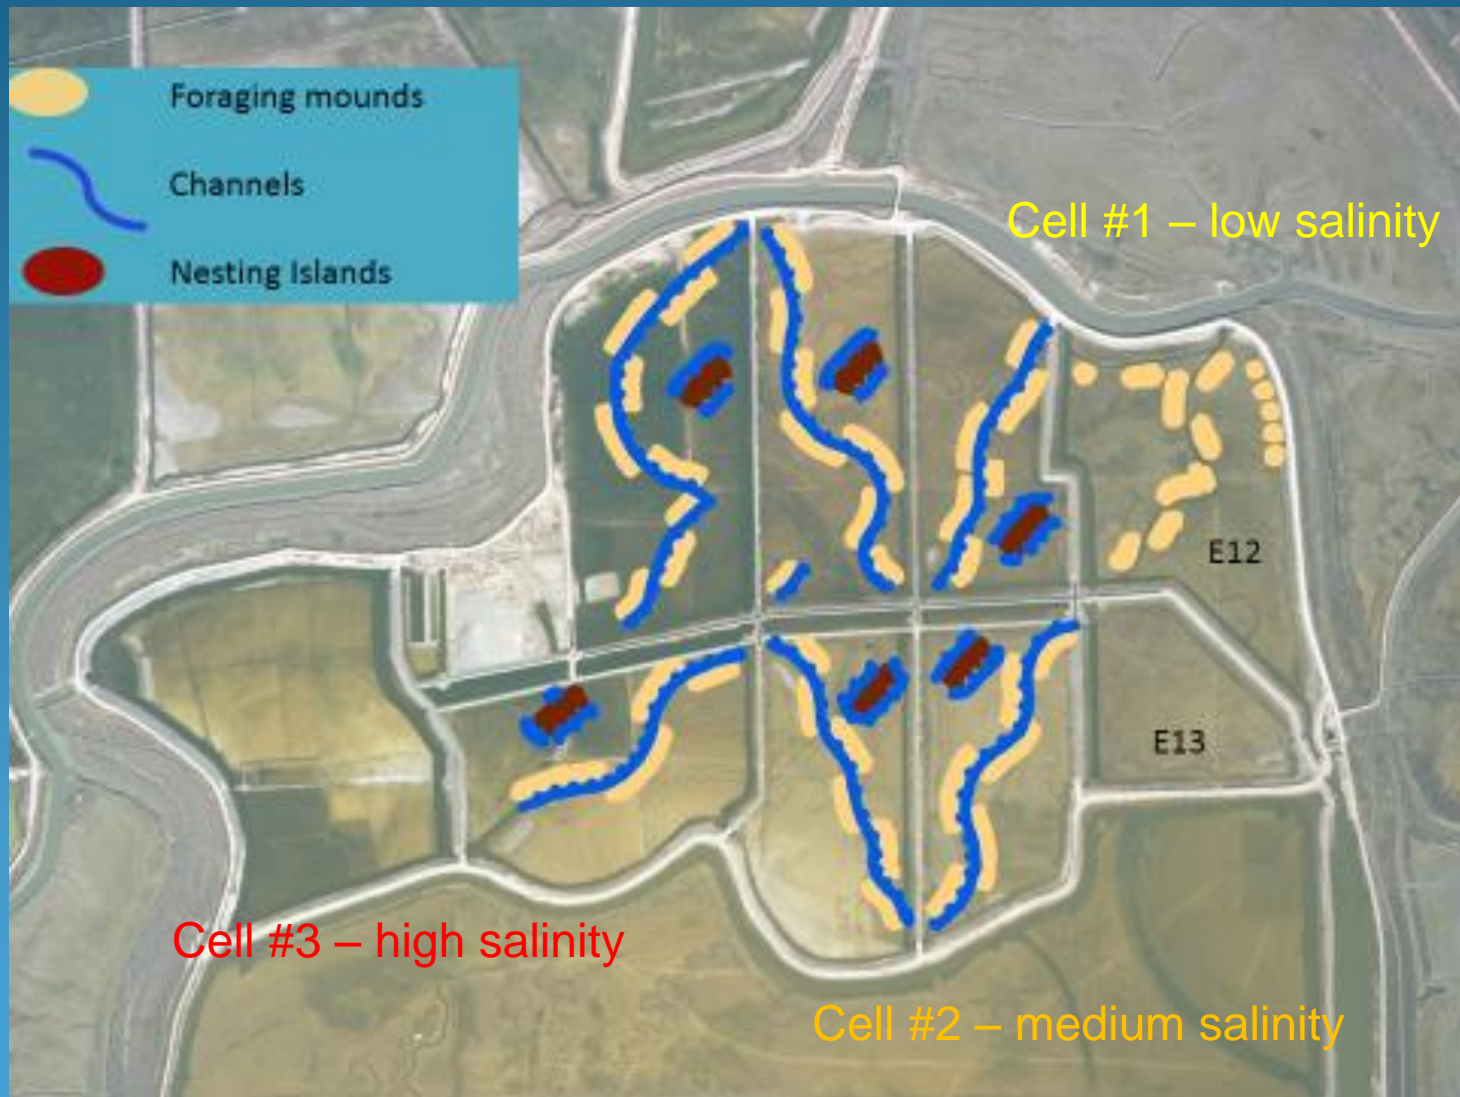 Foraging mounds
Channels
Nesting Islands
Cell #1 – low salinity
E12
E13
Cell #3 – high salinity
Cell #2 – medium salinity